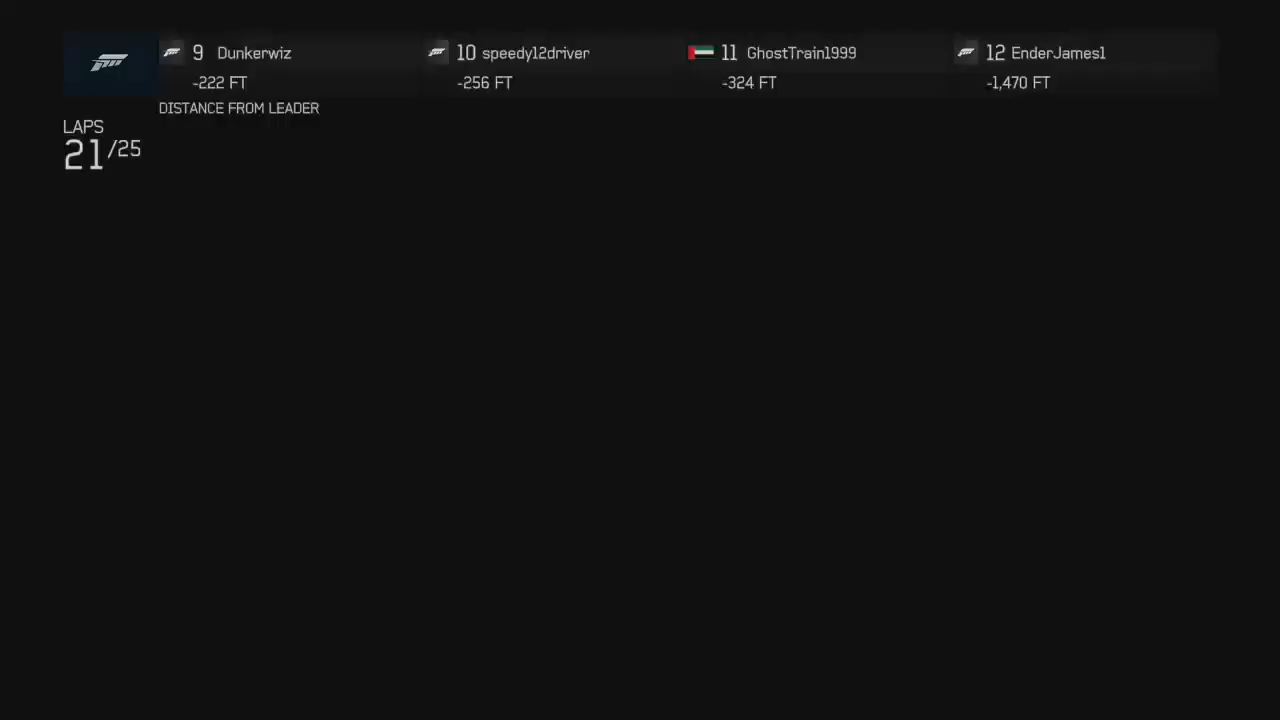 9 Dunkerwiz 10 speedy12driver 11 GhostTrain1999 12 EnderJames1
-222 FT -256 FT -324 FT -1,470 FT
DISTANCE FROM LEADER
LAPS
21/25